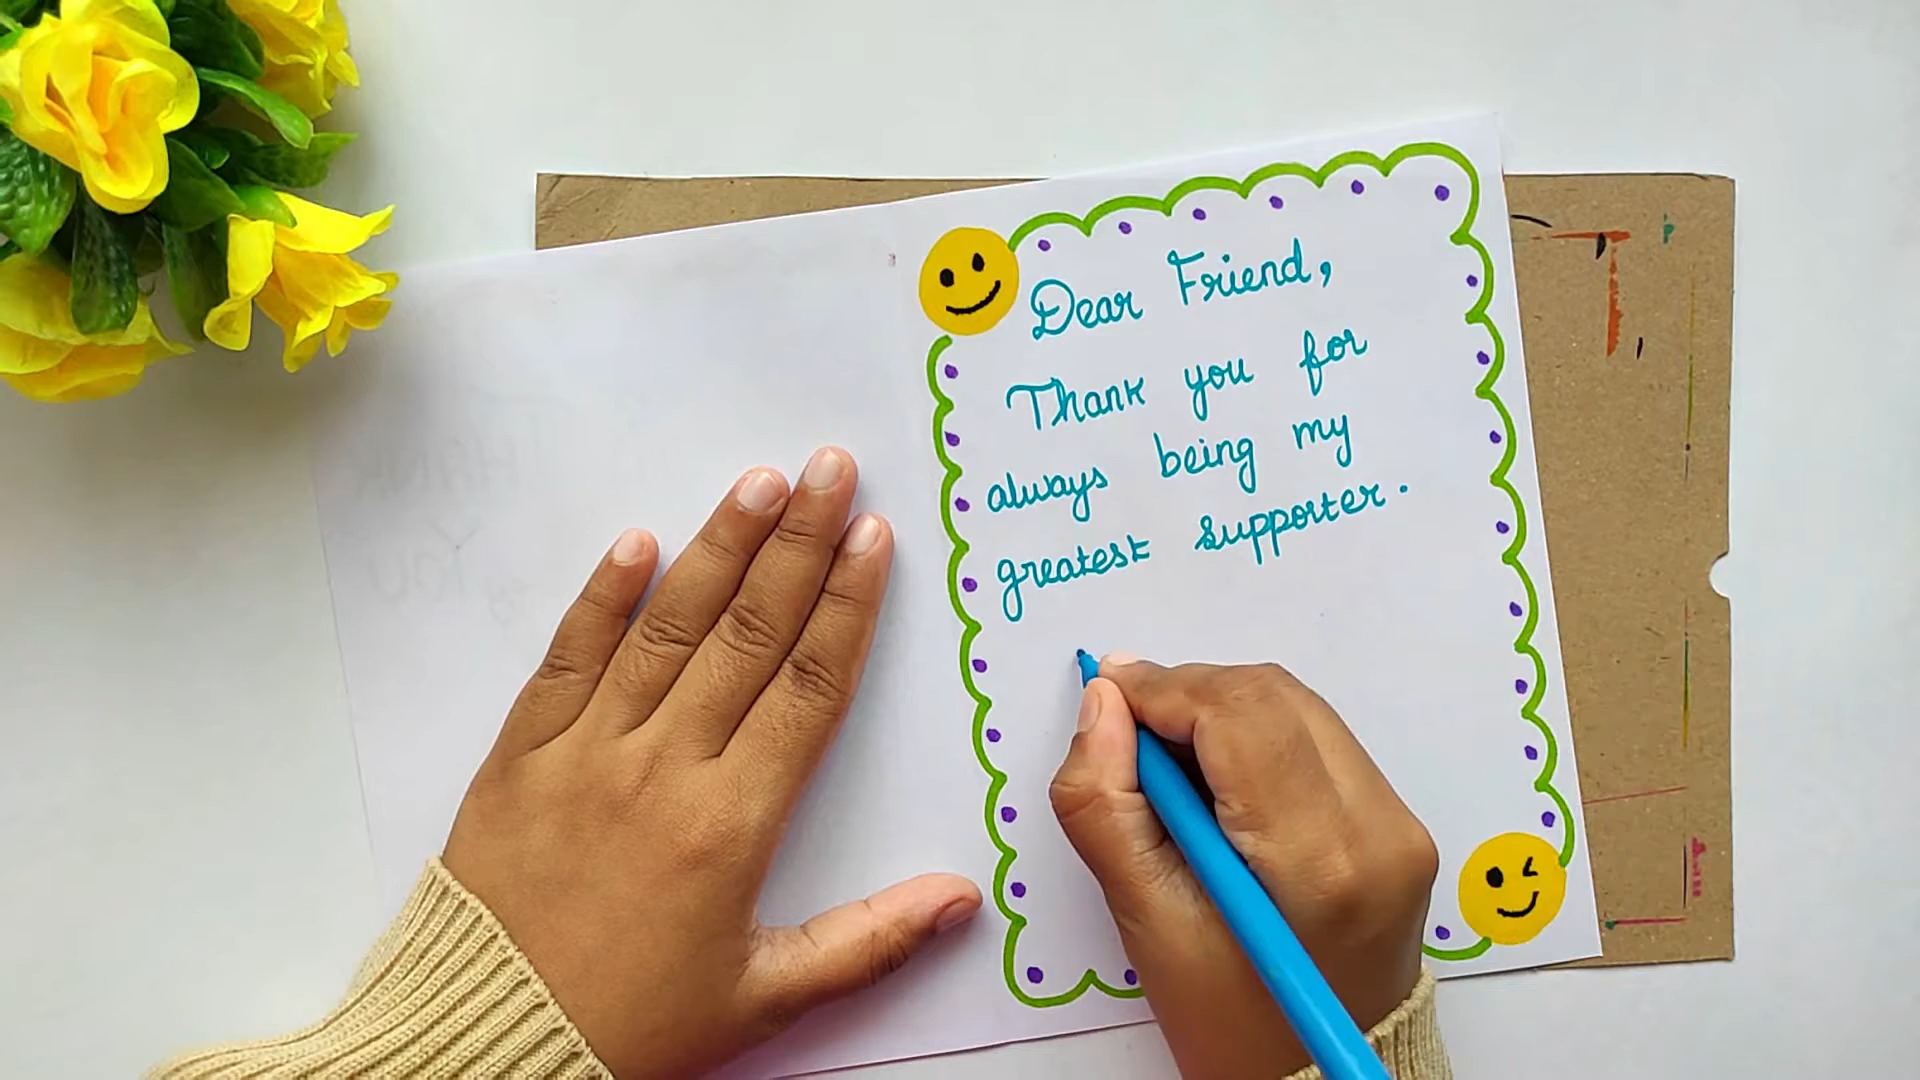 Dear Friend,
Thank you for
always being my
greatest supporter.